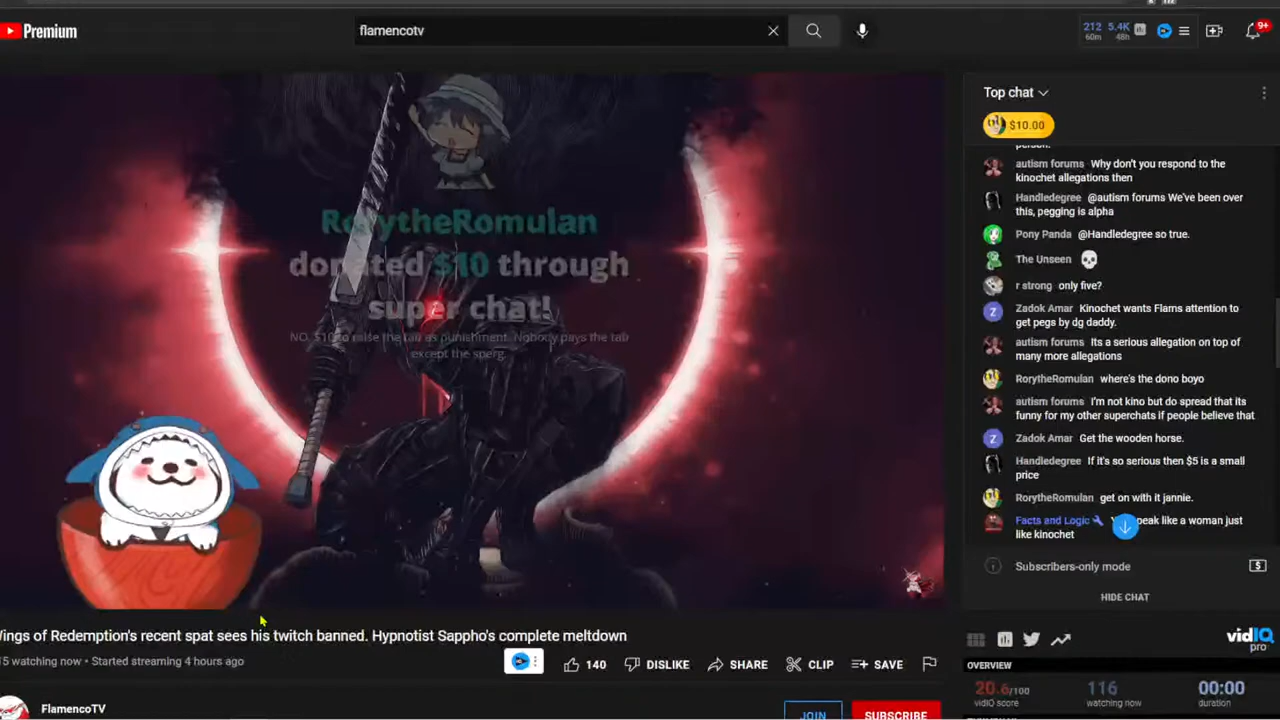 Premium
flamencotv
212
60m
5.4K
48h
9+
RorytheRomulan
donated $10 through
super chat!
NO. $10 to raise the tab as punishment. Nobody pays the tab
except the sperg.
Top chat
$10.00
person.
autism forums Why don't you respond to the
kinochet allegations then
Handledegree @autism forums We've been over
this, pegging is alpha
Pony Panda @Handledegree so true.
The Unseen
r strong only five?
Zadok Amar Kinochet wants Flams attention to
get pegs by dg daddy.
autism forums Its a serious allegation on top of
many more allegations
RorytheRomulan where's the dono boyo
autism forums I'm not kino but do spread that its
funny for my other superchats if people believe that
Zadok Amar Get the wooden horse.
Handledegree If it's so serious then $5 is a small
price
RorytheRomulan get on with it jannie.
Facts and Logic speak like a woman just
like kinochet
Subscribers-only mode
HIDE CHAT
ings of Redemption's recent spat sees his twitch banned. Hypnotist Sappho's complete meltdown
5 watching now • Started streaming 4 hours ago
140
DISLIKE
SHARE
CLIP
SAVE
FlamencoTV
JOIN
SUBSCRIBE
vidIQ
pro
OVERVIEW
20.6/100
vidIQ score
116
watching now
00:00
duration